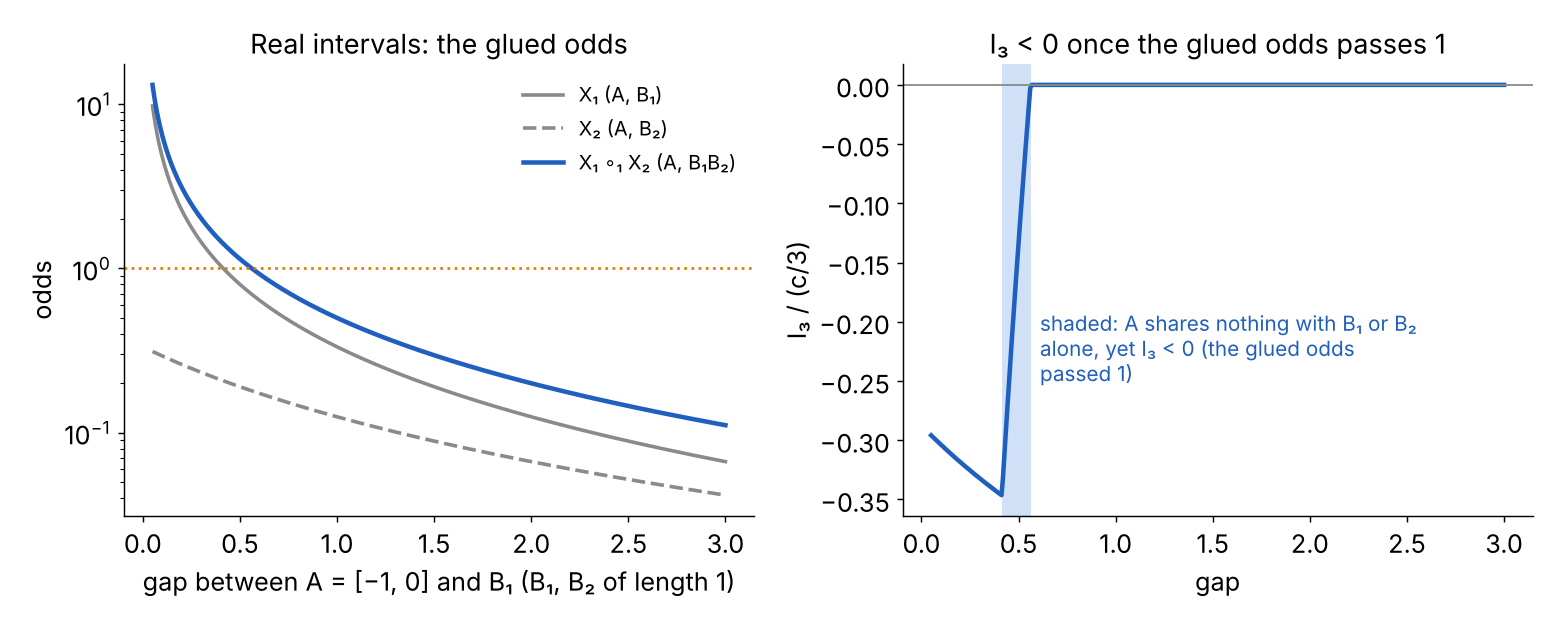 Real intervals: the glued odds
odds
10¹
10⁰
10⁻¹
X₁ (A, B₁)
X₂ (A, B₂)
X₁ ∘₁ X₂ (A, B₁B₂)
0.0 0.5 1.0 1.5 2.0 2.5 3.0
gap between A = [−1, 0] and B₁ (B₁, B₂ of length 1)
I₃ < 0 once the glued odds passes 1
I₃ / (c/3)
0.00
−0.05
−0.10
−0.15
−0.20
−0.25
−0.30
−0.35
shaded: A shares nothing with B₁ or B₂
alone, yet I₃ < 0 (the glued odds
passed 1)
0.0 0.5 1.0 1.5 2.0 2.5 3.0
gap